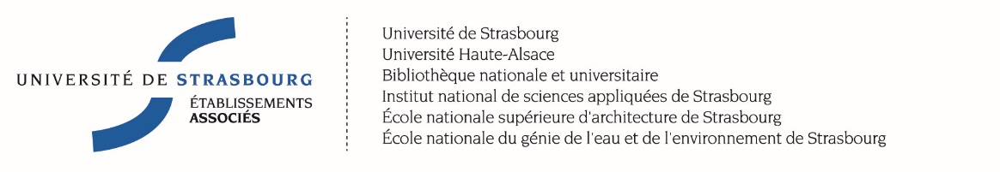 UNIVERSITÉ DE STRASBOURG
ÉTABLISSEMENTS
ASSOCIÉS
Université de Strasbourg
Université Haute-Alsace
Bibliothèque nationale et universitaire
Institut national de sciences appliquées de Strasbourg
École nationale supérieure d'architecture de Strasbourg
École nationale du génie de l'eau et de l'environnement de Strasbourg